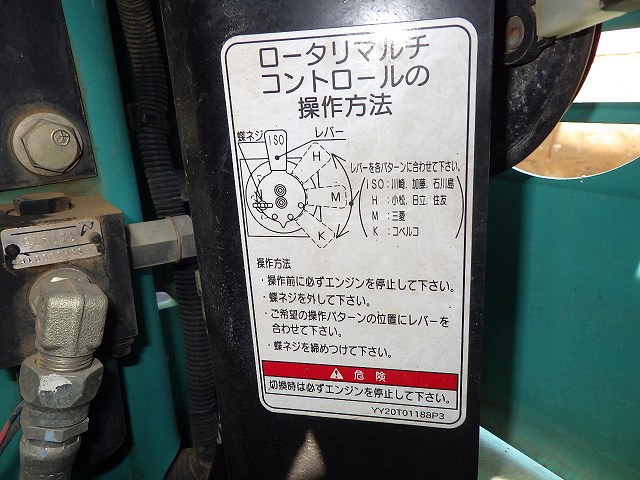 ロータリマルチ
コントロールの
操作方法
蝶ネジ
ISO
レバー
H
M
K
レバーを各パターンに合わせて下さい。
ISO：川崎、加藤、石川島
H：小松、日立、住友
M：三菱
K：コベルコ
操作方法
・操作前に必ずエンジンを停止して下さい。
・蝶ネジを外して下さい。
・ご希望の操作パターンの位置にレバーを
合わせて下さい。
・蝶ネジを締めつけて下さい。
危険
切換時は必ずエンジンを停止して下さい。
YY20T01188P3